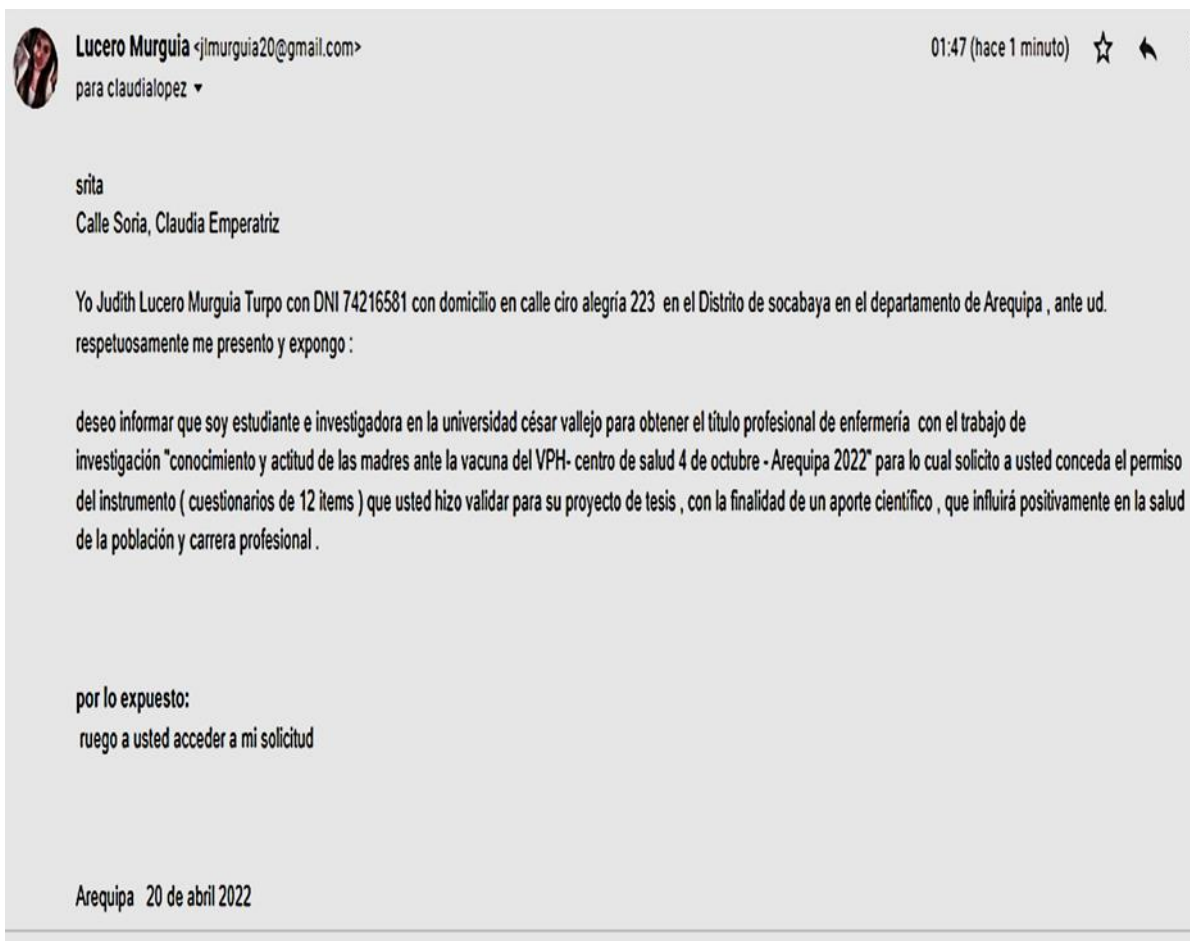 Lucero Murguia <jlmurguia20@gmail.com>
01:47 (hace 1 minuto)
para claudialopez
srita
Calle Soria, Claudia Emperatriz
Yo Judith Lucero Murguia Turpo con DNI 74216581 con domicilio en calle ciro alegría 223 en el Distrito de socabaya en el departamento de Arequipa , ante ud.
respetuosamente me presento y expongo :
deseo informar que soy estudiante e investigadora en la universidad césar vallejo para obtener el título profesional de enfermería con el trabajo de
investigación "conocimiento y actitud de las madres ante la vacuna del VPH- centro de salud 4 de octubre - Arequipa 2022" para lo cual solicito a usted conceda el permiso
del instrumento ( cuestionarios de 12 items ) que usted hizo validar para su proyecto de tesis , con la finalidad de un aporte científico , que influirá positivamente en la salud
de la población y carrera profesional .
por lo expuesto:
ruego a usted acceder a mi solicitud
Arequipa 20 de abril 2022